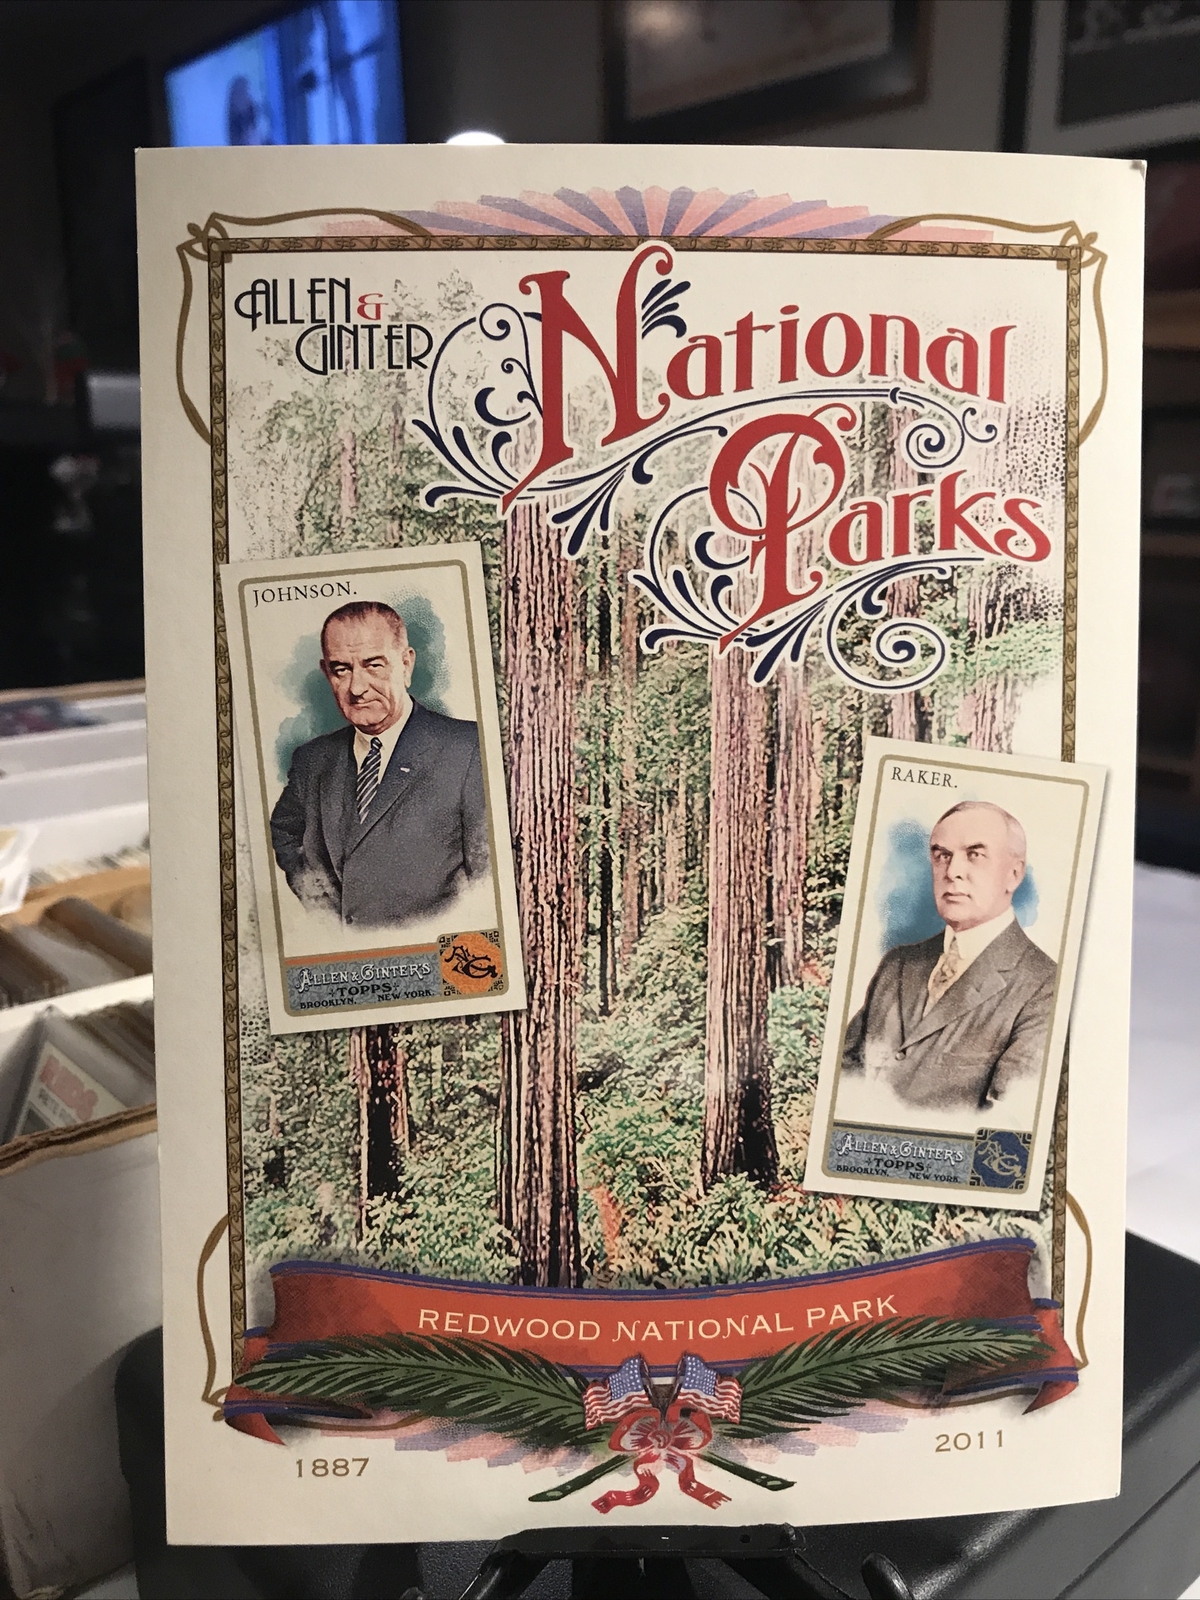 ALLEN &
GINTER
National
Parks
JOHNSON.
ALLEN & GINTER'S
TOPPS
BROOKLYN, NEW YORK.
RAKER.
ALLEN & GINTER'S
TOPPS
BROOKLYN, NEW YORK.
REDWOOD NATIONAL PARK
1887
2011